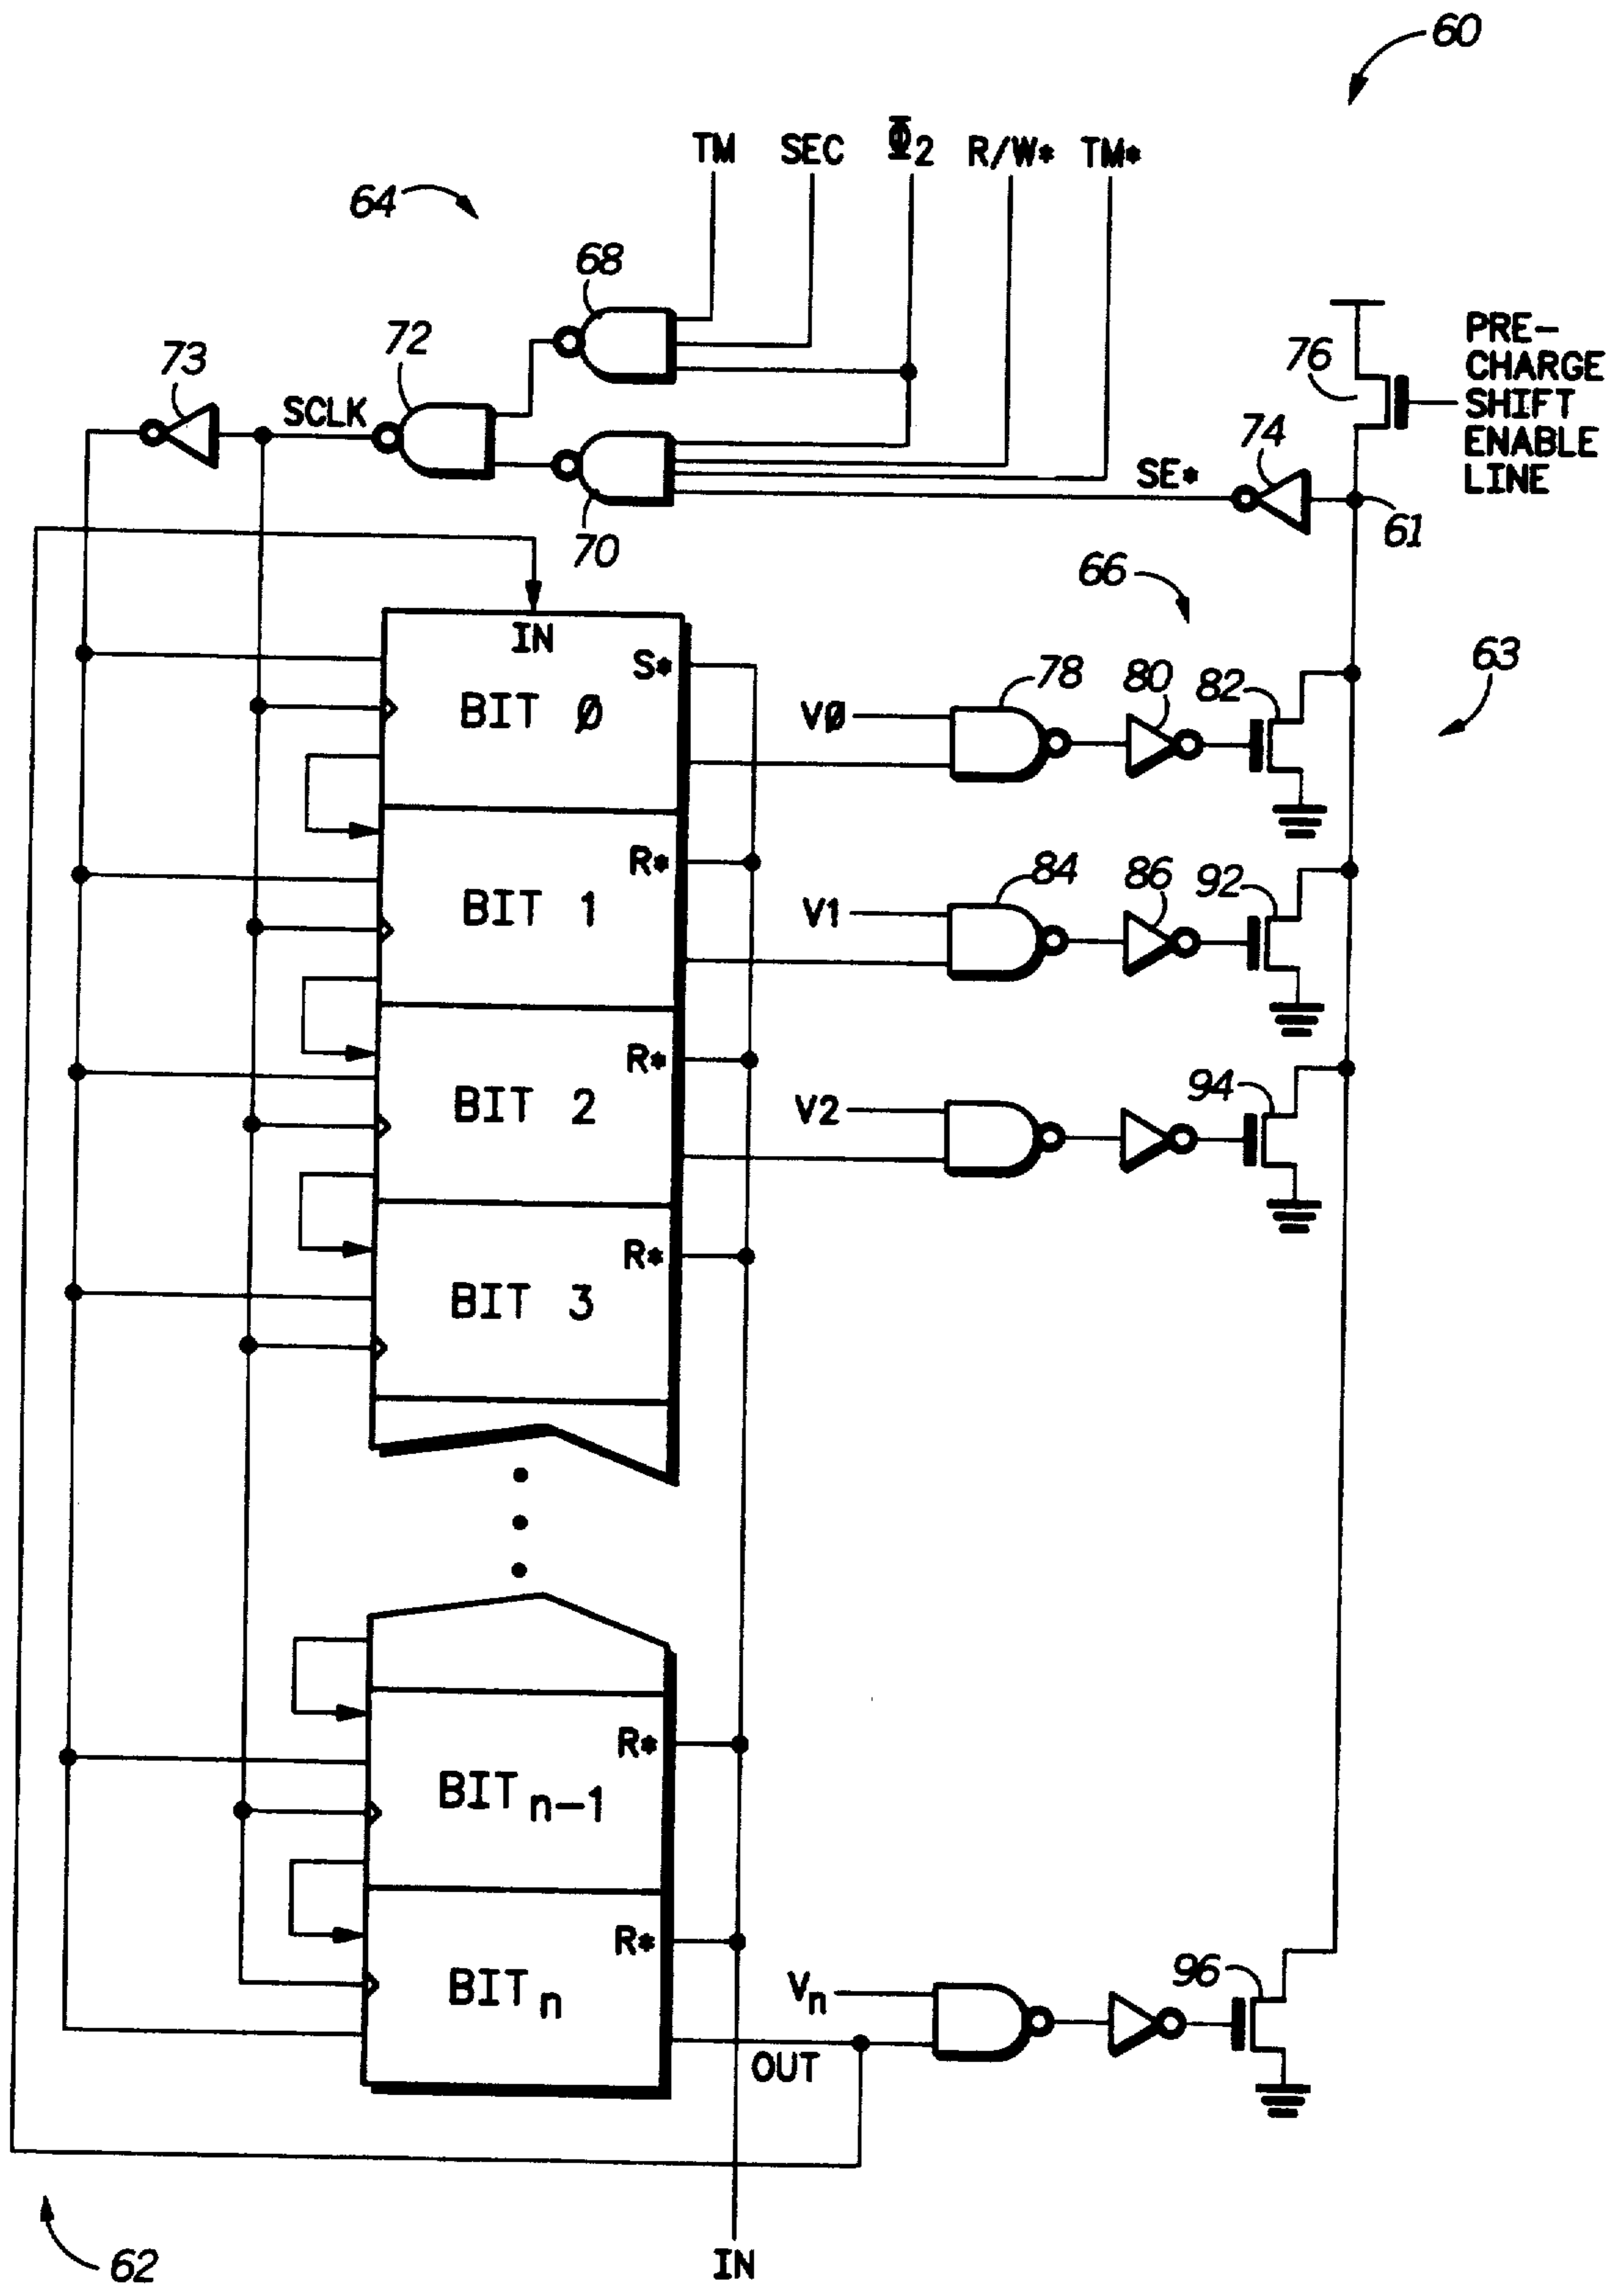 60
TM SEC Φ2 R/W* TM*
64
68
72
73
SCLK
70
PRE-
CHARGE
SHIFT
ENABLE
LINE
76
74
SE*
61
66
63
IN
S*
BIT 0
V0
78
80
82
R*
BIT 1
V1
84
86
92
R*
BIT 2
V2
94
R*
BIT 3
R*
BIT n-1
R*
BIT n
Vn
96
OUT
62
IN